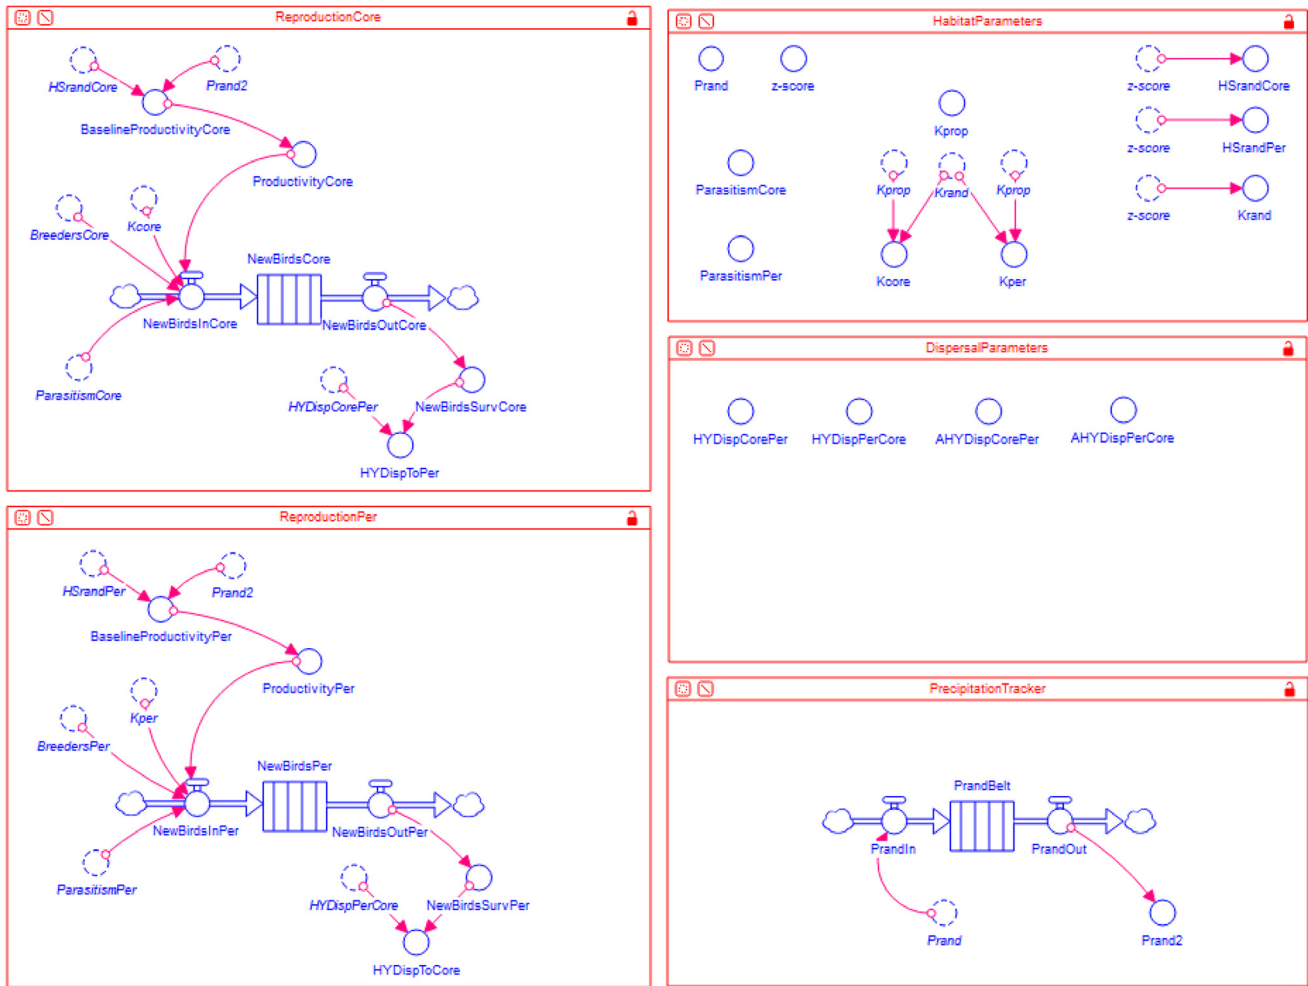 ReproductionCore
HSrandCore
Prand2
BaselineProductivityCore
ProductivityCore
BreedersCore
Kcore
NewBirdsCore
NewBirdsInCore
NewBirdsOutCore
ParasitismCore
HYDispCorePer
NewBirdsSurvCore
HYDispToPer
ReproductionPer
HSrandPer
Prand2
BaselineProductivityPer
ProductivityPer
Kper
BreedersPer
NewBirdsPer
NewBirdsInPer
NewBirdsOutPer
ParasitismPer
HYDispPerCore
NewBirdsSurvPer
HYDispToCore
HabitatParameters
Prand
z-score
z-score
HSrandCore
Kprop
z-score
HSrandPer
ParasitismCore
Kprop
Krand
Kprop
z-score
Krand
ParasitismPer
Kcore
Kper
DispersalParameters
HYDispCorePer
HYDispPerCore
AHYDispCorePer
AHYDispPerCore
PrecipitationTracker
PrandBelt
PrandIn
PrandOut
Prand
Prand2